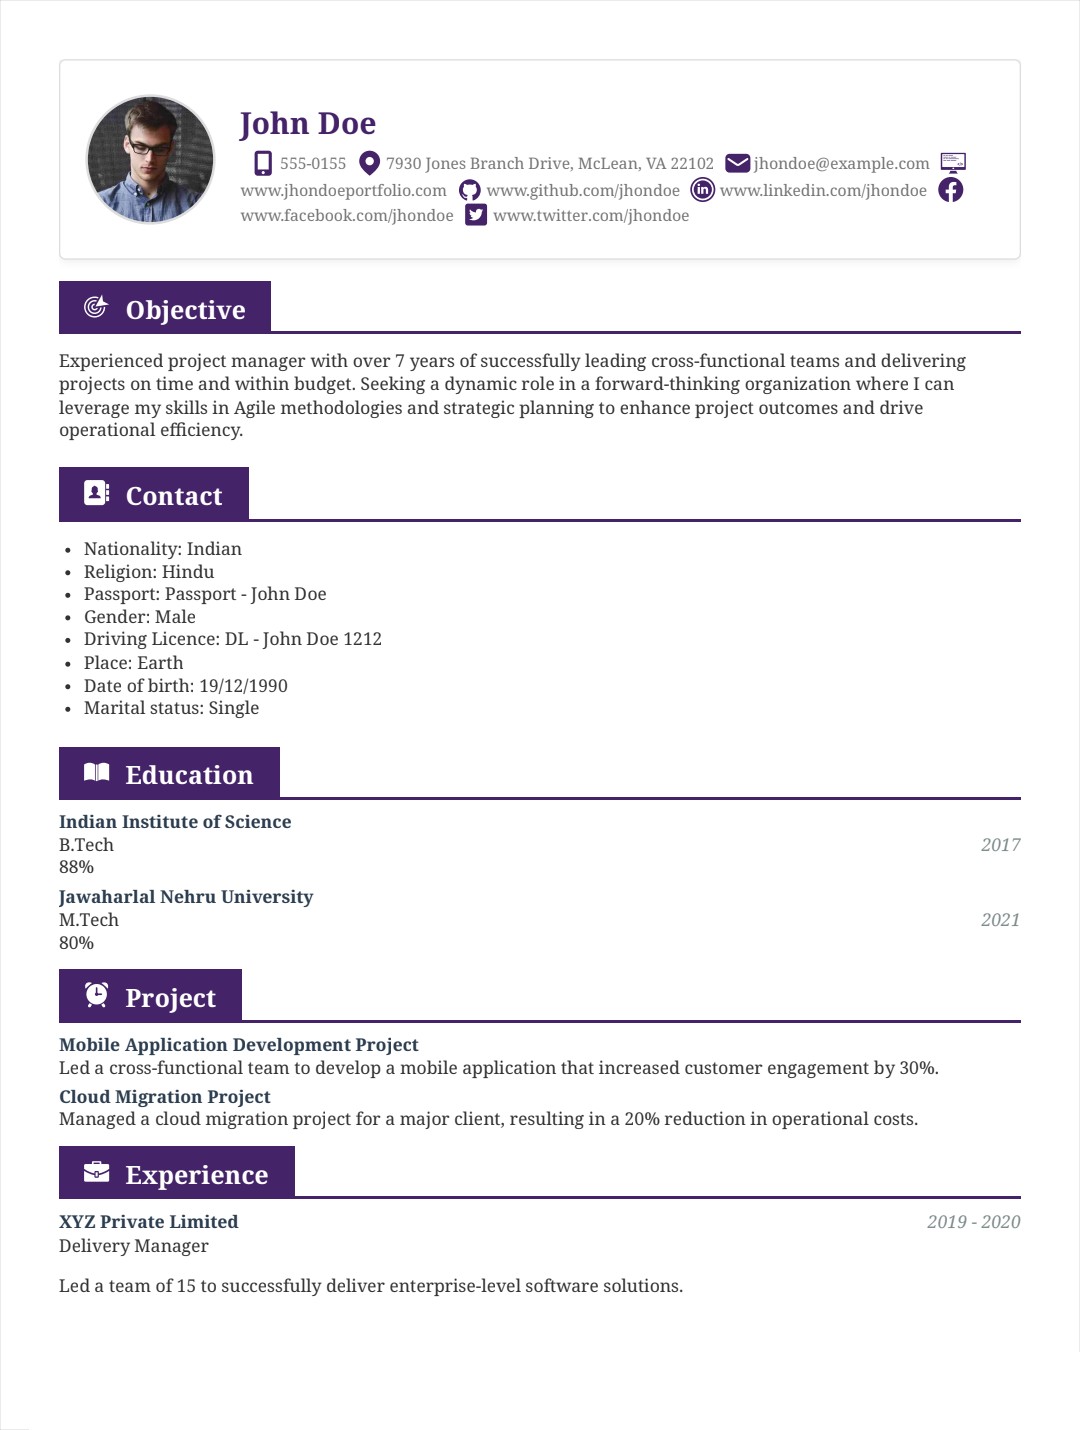 John Doe
555-0155 7930 Jones Branch Drive, McLean, VA 22102 jhondoe@example.com
www.jhondoeportfolio.com www.github.com/jhondoe www.linkedin.com/jhondoe
www.facebook.com/jhondoe www.twitter.com/jhondoe
Objective
Experienced project manager with over 7 years of successfully leading cross-functional teams and delivering
projects on time and within budget. Seeking a dynamic role in a forward-thinking organization where I can
leverage my skills in Agile methodologies and strategic planning to enhance project outcomes and drive
operational efficiency.
Contact
• Nationality: Indian
• Religion: Hindu
• Passport: Passport - John Doe
• Gender: Male
• Driving Licence: DL - John Doe 1212
• Place: Earth
• Date of birth: 19/12/1990
• Marital status: Single
Education
Indian Institute of Science
B.Tech 2017
88%
Jawaharlal Nehru University
M.Tech 2021
80%
Project
Mobile Application Development Project
Led a cross-functional team to develop a mobile application that increased customer engagement by 30%.
Cloud Migration Project
Managed a cloud migration project for a major client, resulting in a 20% reduction in operational costs.
Experience
XYZ Private Limited 2019 - 2020
Delivery Manager
Led a team of 15 to successfully deliver enterprise-level software solutions.